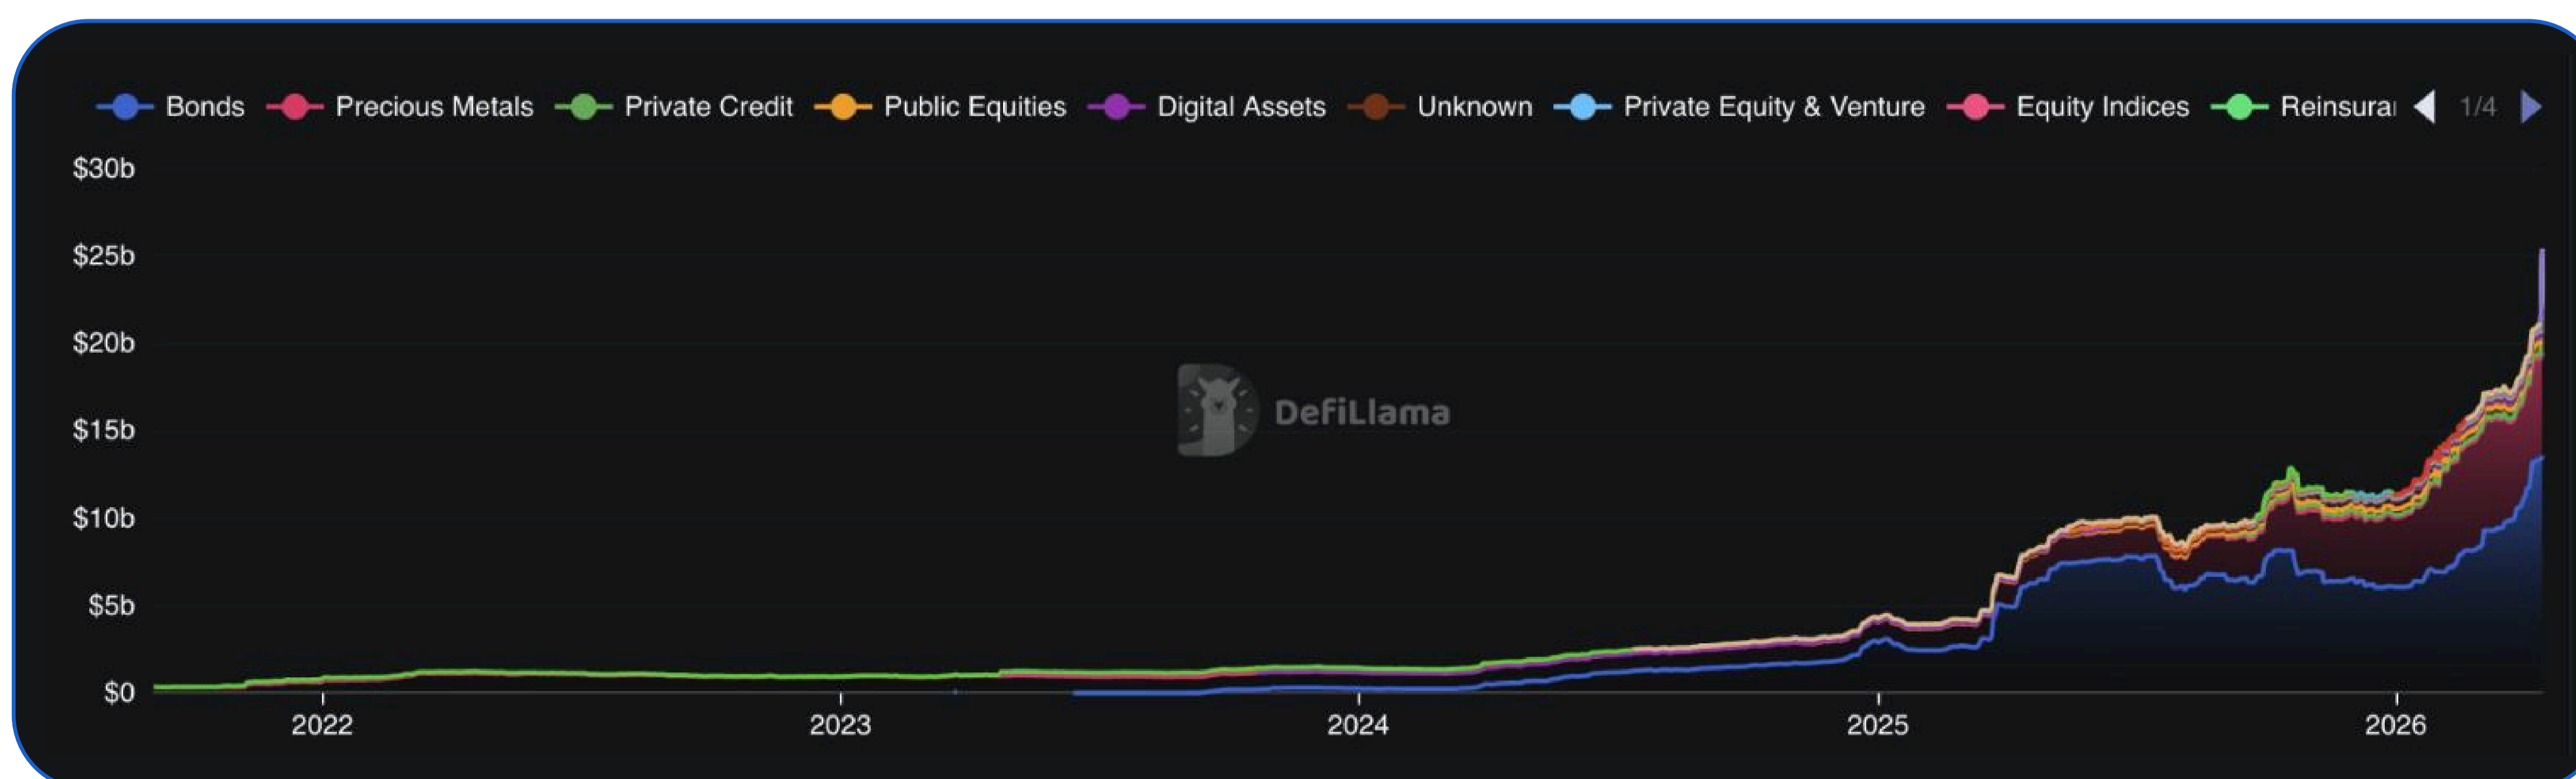 Bonds Precious Metals Private Credit Public Equities Digital Assets Unknown Private Equity & Venture Equity Indices Reinsura 1/4
$30b
$25b
$20b
$15b
$10b
$5b
$0
DefiLlama
2022 2023 2024 2025 2026